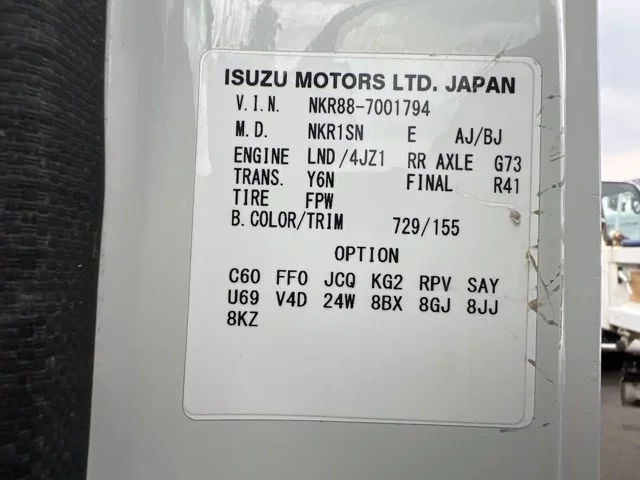 ISUZU MOTORS LTD. JAPAN
V.I.N. NKR88-7001794
M.D. NKR1SN E AJ/BJ
ENGINE LND/4JZ1 RR AXLE G73
TRANS. Y6N FINAL R41
TIRE FPW
B.COLOR/TRIM 729/155
OPTION
C60 FF0 JCQ KG2 RPV SAY
U69 V4D 24W 8BX 8GJ 8JJ
8KZ